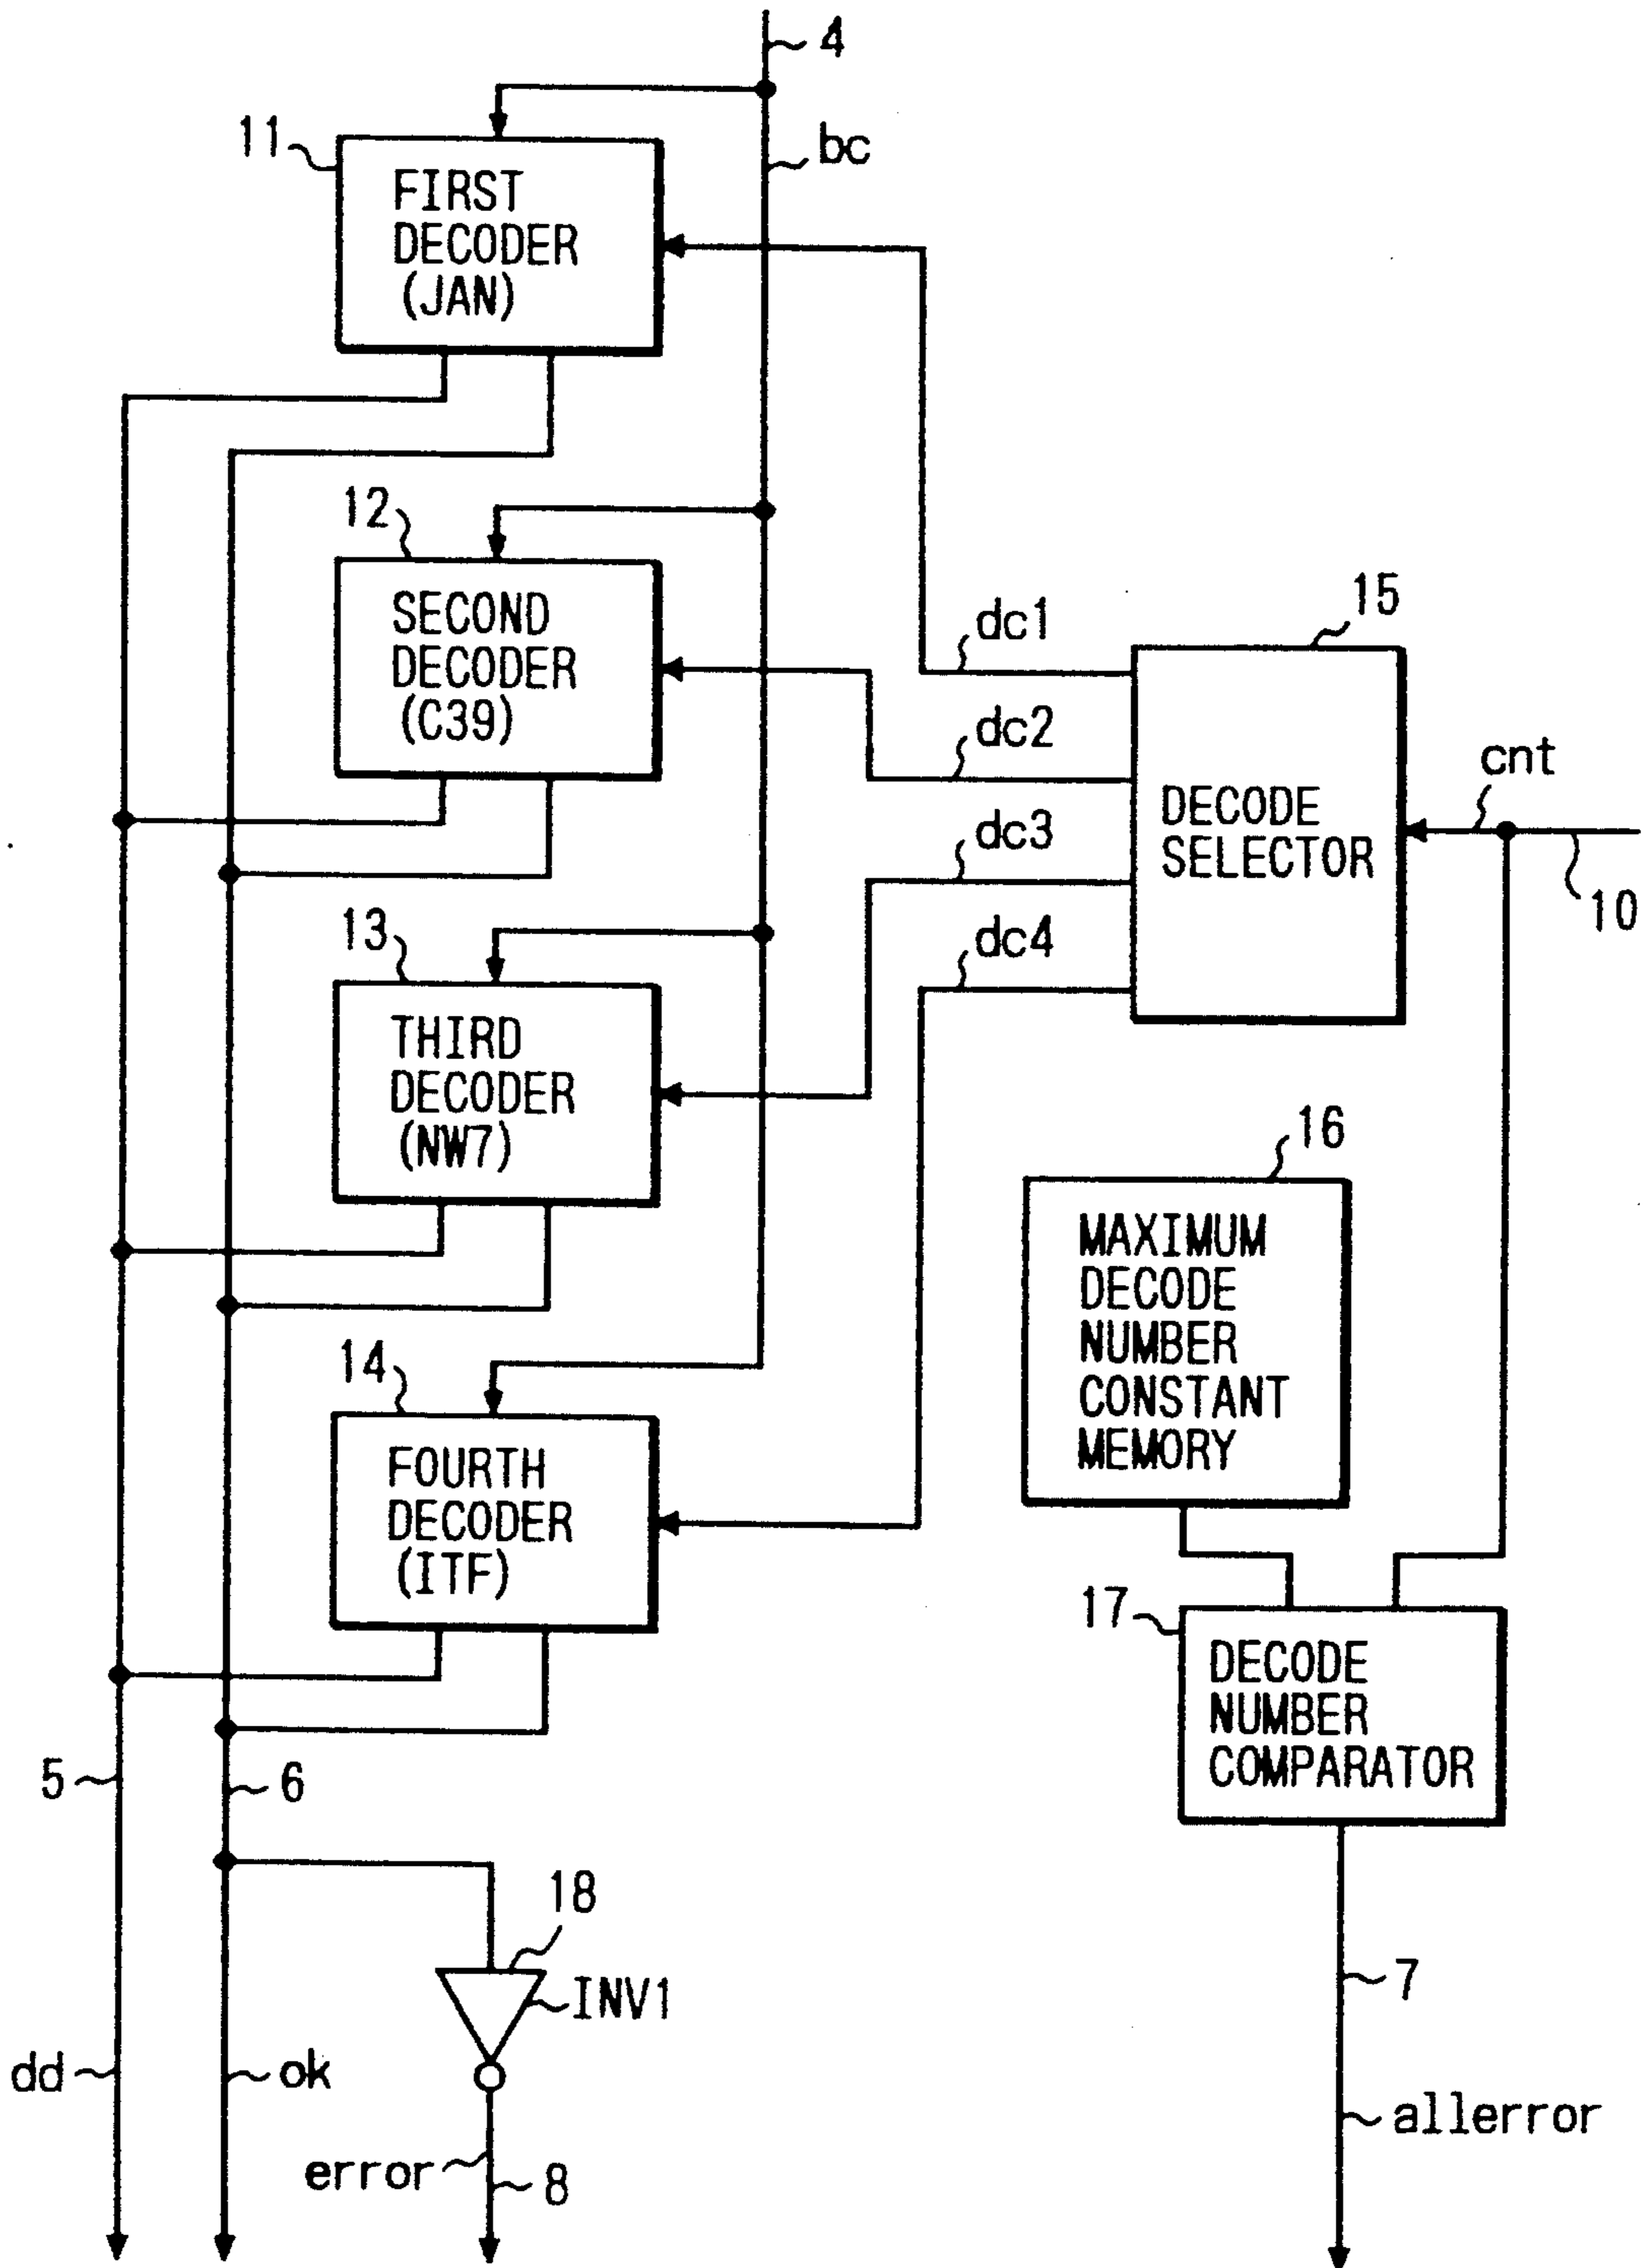 4
bc
11
FIRST
DECODER
(JAN)
12
SECOND
DECODER
(C39)
dc1
dc2
dc3
dc4
15
DECODE
SELECTOR
cnt
10
13
THIRD
DECODER
(NW7)
16
MAXIMUM
DECODE
NUMBER
CONSTANT
MEMORY
14
FOURTH
DECODER
(ITF)
17
DECODE
NUMBER
COMPARATOR
5
6
18
INV1
7
dd
ok
error
8
allerror